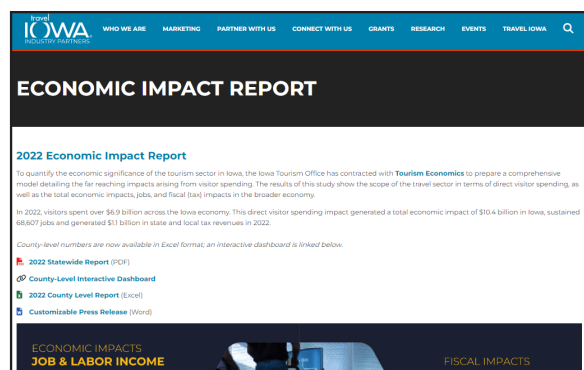 travel
IOWA
INDUSTRY PARTNERS
WHO WE ARE MARKETING PARTNER WITH US CONNECT WITH US GRANTS RESEARCH EVENTS TRAVEL IOWA
ECONOMIC IMPACT REPORT
2022 Economic Impact Report
To quantify the economic significance of the tourism sector in Iowa, the Iowa Tourism Office has contracted with Tourism Economics to prepare a comprehensive
model detailing the far reaching impacts arising from visitor spending. The results of this study show the scope of the travel sector in terms of direct visitor spending, as
well as the total economic impacts, jobs, and fiscal (tax) impacts in the broader economy.
In 2022, visitors spent over $6.9 billion across the Iowa economy. This direct visitor spending impact generated a total economic impact of $10.4 billion in Iowa, sustained
68,607 jobs and generated $1.1 billion in state and local tax revenues in 2022.
County-level numbers are now available in Excel format; an interactive dashboard is linked below.
2022 Statewide Report (PDF)
County-Level Interactive Dashboard
2022 County Level Report (Excel)
Customizable Press Release (Word)
ECONOMIC IMPACTS
JOB & LABOR INCOME
FISCAL IMPACTS